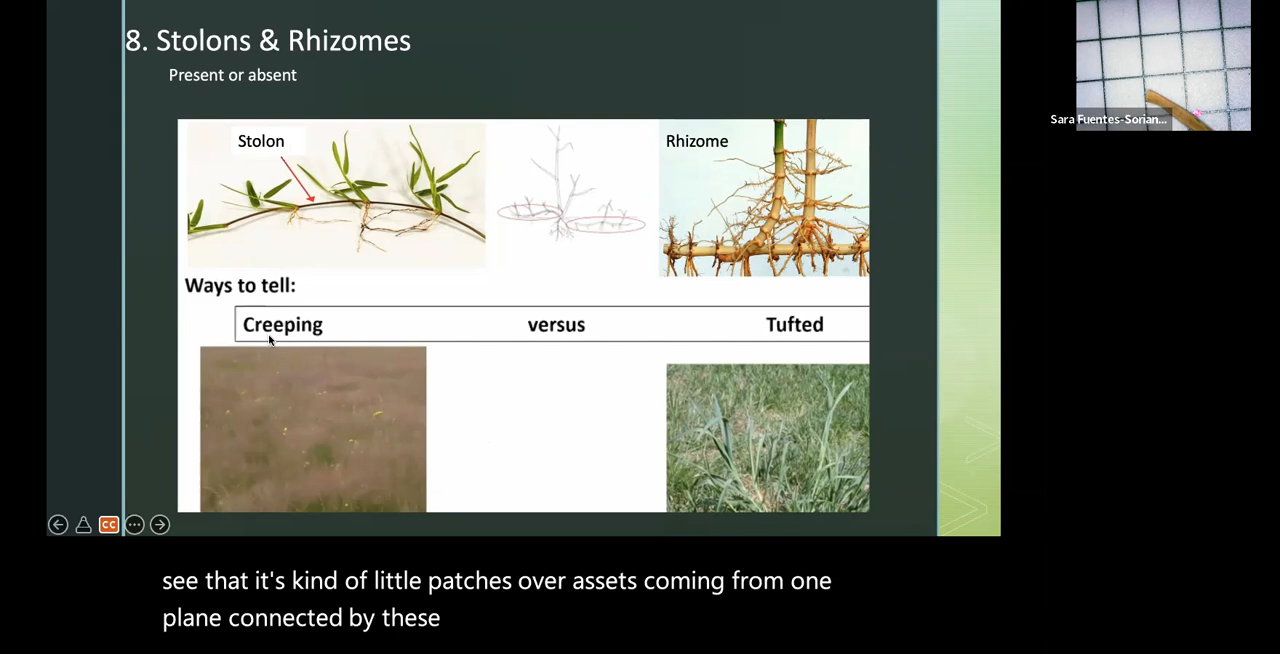 8. Stolons & Rhizomes
Present or absent
Stolon
Rhizome
Ways to tell:
Creeping versus Tufted
Sara Fuentes-Sorian...
CC
see that it's kind of little patches over assets coming from one
plane connected by these